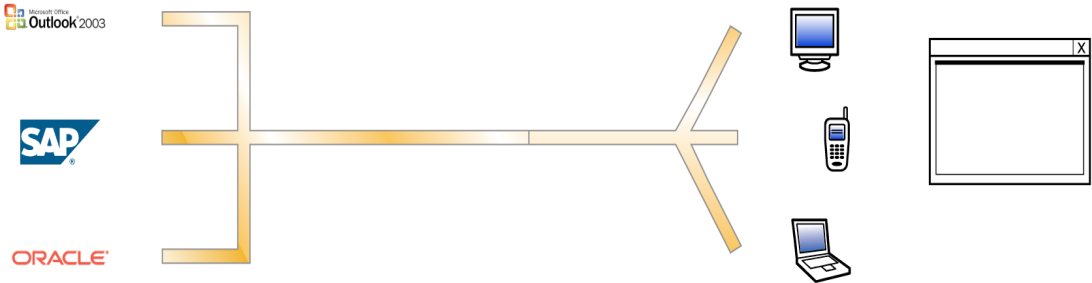 Microsoft Office
Outlook® 2003
X
SAP
®
ORACLE®